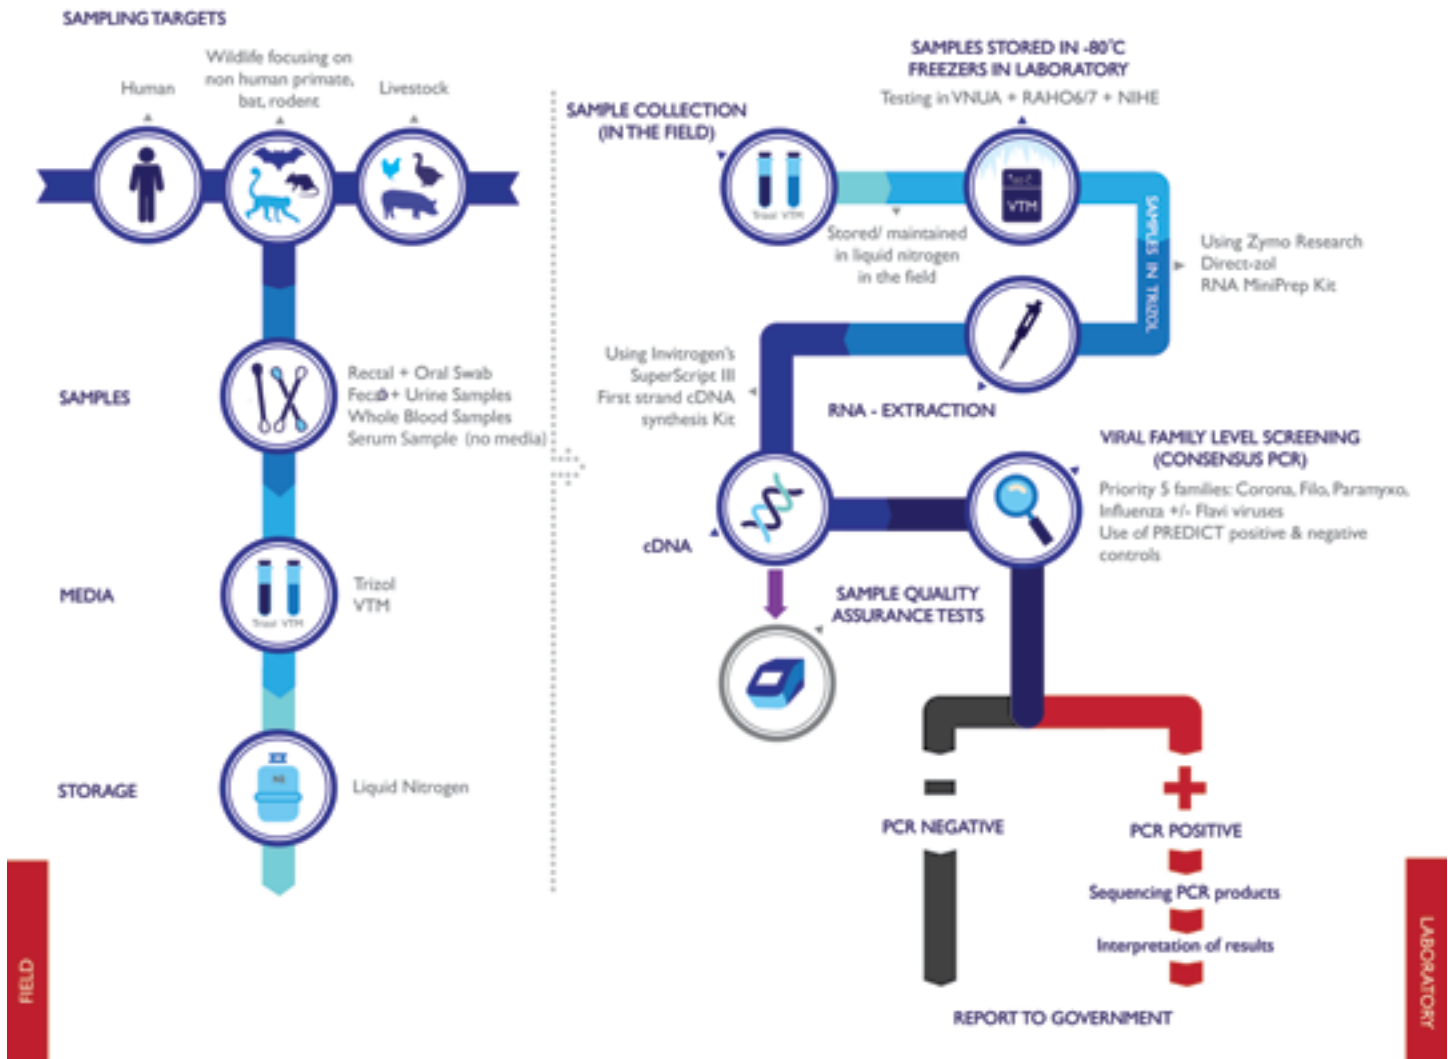 SAMPLING TARGETS
Human
Wildlife focusing on
non human primate,
bat, rodent
Livestock
SAMPLES
Rectal + Oral Swab
Fecal + Urine Samples
Whole Blood Samples
Serum Sample (no media)
MEDIA
Trizol VTM
Trizol
VTM
STORAGE
Liquid Nitrogen
FIELD
SAMPLE COLLECTION
(IN THE FIELD)
Trizol VTM
Stored/ maintained
in liquid nitrogen
in the field
SAMPLES STORED IN -80°C
FREEZERS IN LABORATORY
Testing in VNUA + RAHO6/7 + NIHE
VTM
SAMPLES IN TRIZOL
Using Zymo Research
Direct-zol
RNA MiniPrep Kit
RNA - EXTRACTION
Using Invitrogen's
SuperScript III
First strand cDNA
synthesis Kit
cDNA
SAMPLE QUALITY
ASSURANCE TESTS
VIRAL FAMILY LEVEL SCREENING
(CONSENSUS PCR)
Priority 5 families: Corona, Filo, Paramyxo,
Influenza +/- Flavi viruses
Use of PREDICT positive & negative
controls
PCR NEGATIVE
PCR POSITIVE
Sequencing PCR products
Interpretation of results
REPORT TO GOVERNMENT
LABORATORY